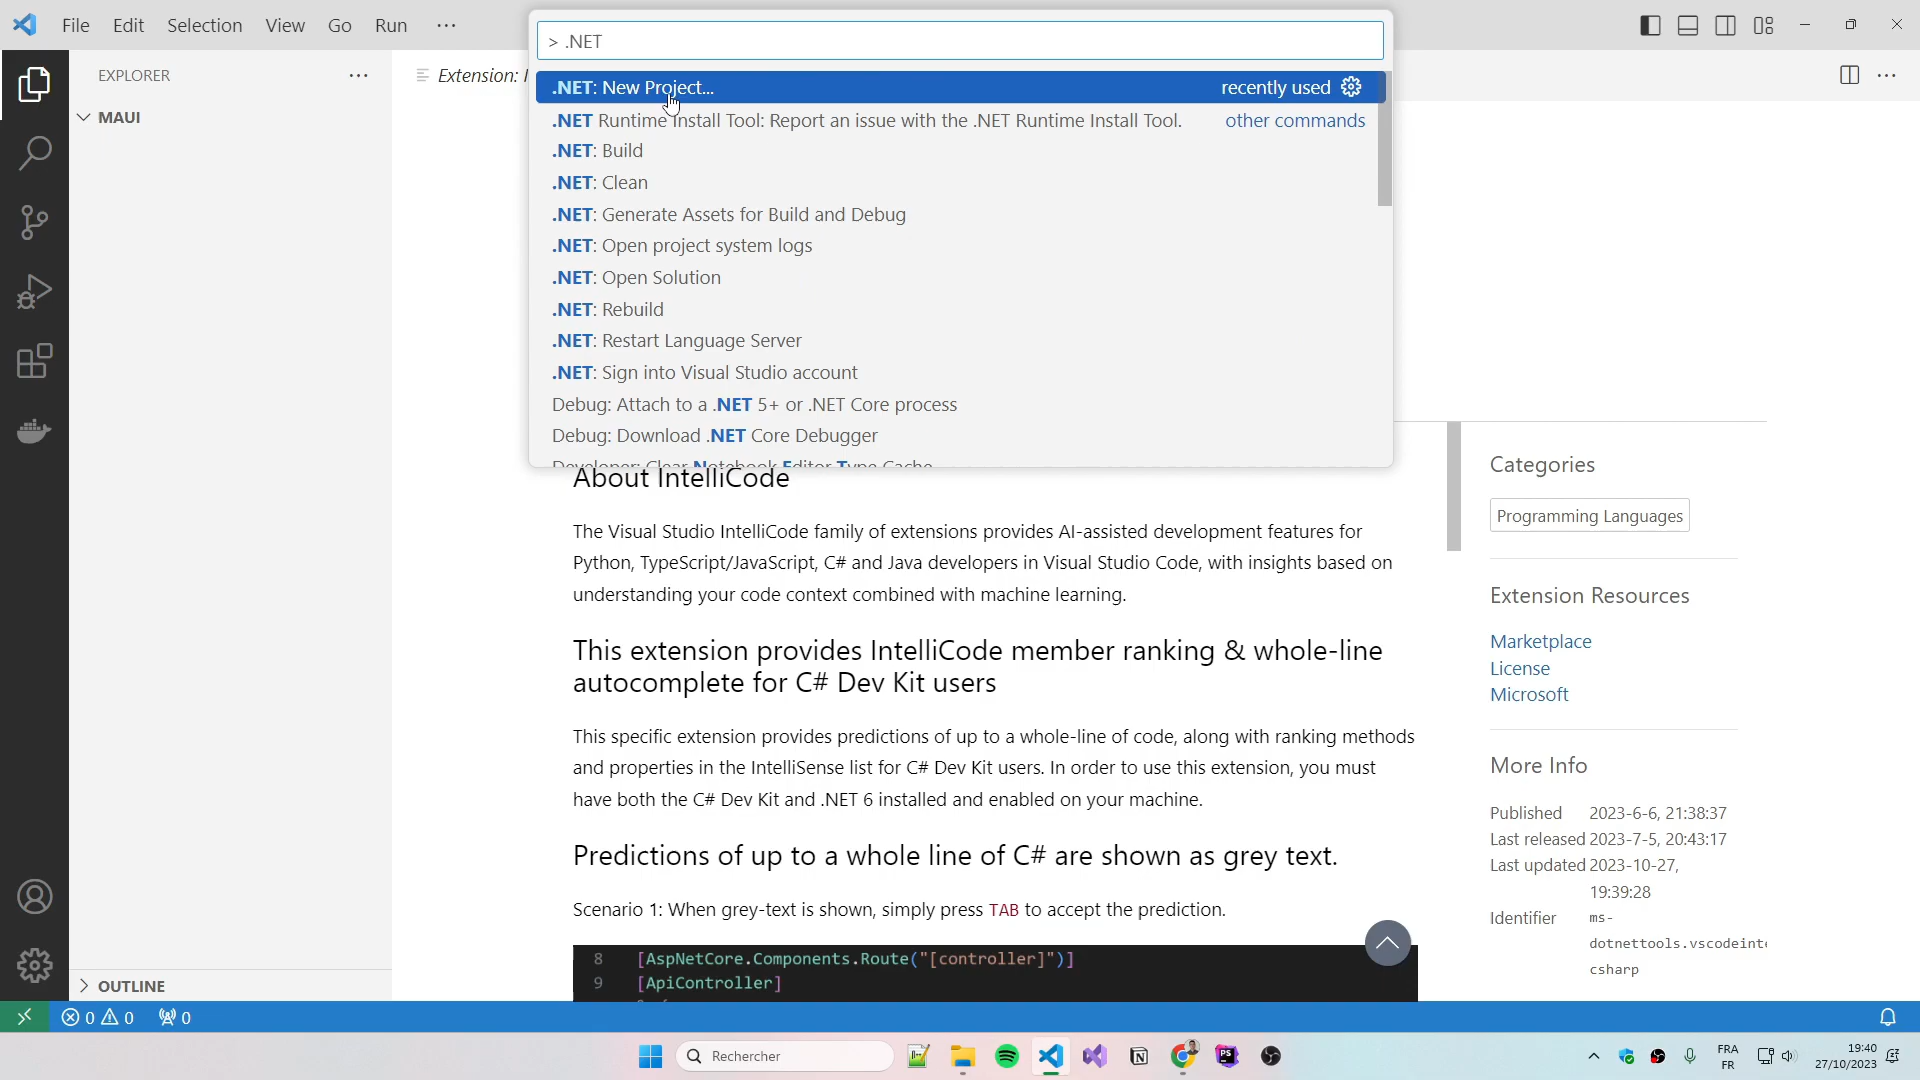 File Edit Selection View Go Run ···
> .NET
EXPLORER
Extension: I
.NET: New Project... recently used
MAUI
.NET Runtime Install Tool: Report an issue with the .NET Runtime Install Tool. other commands
.NET: Build
.NET: Clean
.NET: Generate Assets for Build and Debug
.NET: Open project system logs
.NET: Open Solution
.NET: Rebuild
.NET: Restart Language Server
.NET: Sign into Visual Studio account
Debug: Attach to a .NET 5+ or .NET Core process
Debug: Download .NET Core Debugger
Developer: Clear Notebook Editor Type Cache
About IntelliCode
The Visual Studio IntelliCode family of extensions provides AI-assisted development features for
Python, TypeScript/JavaScript, C# and Java developers in Visual Studio Code, with insights based on
understanding your code context combined with machine learning.
This extension provides IntelliCode member ranking & whole-line
autocomplete for C# Dev Kit users
This specific extension provides predictions of up to a whole-line of code, along with ranking methods
and properties in the IntelliSense list for C# Dev Kit users. In order to use this extension, you must
have both the C# Dev Kit and .NET 6 installed and enabled on your machine.
Predictions of up to a whole line of C# are shown as grey text.
Scenario 1: When grey-text is shown, simply press TAB to accept the prediction.
8 [AspNetCore.Components.Route("[controller]")]
9 [ApiController]
Categories
Programming Languages
Extension Resources
Marketplace
License
Microsoft
More Info
Published 2023-6-6, 21:38:37
Last released 2023-7-5, 20:43:17
Last updated 2023-10-27,
19:39:28
Identifier ms-
dotnettools.vscodeinte
csharp
OUTLINE
0 0 0
Rechercher
FRA
FR
19:40
27/10/2023